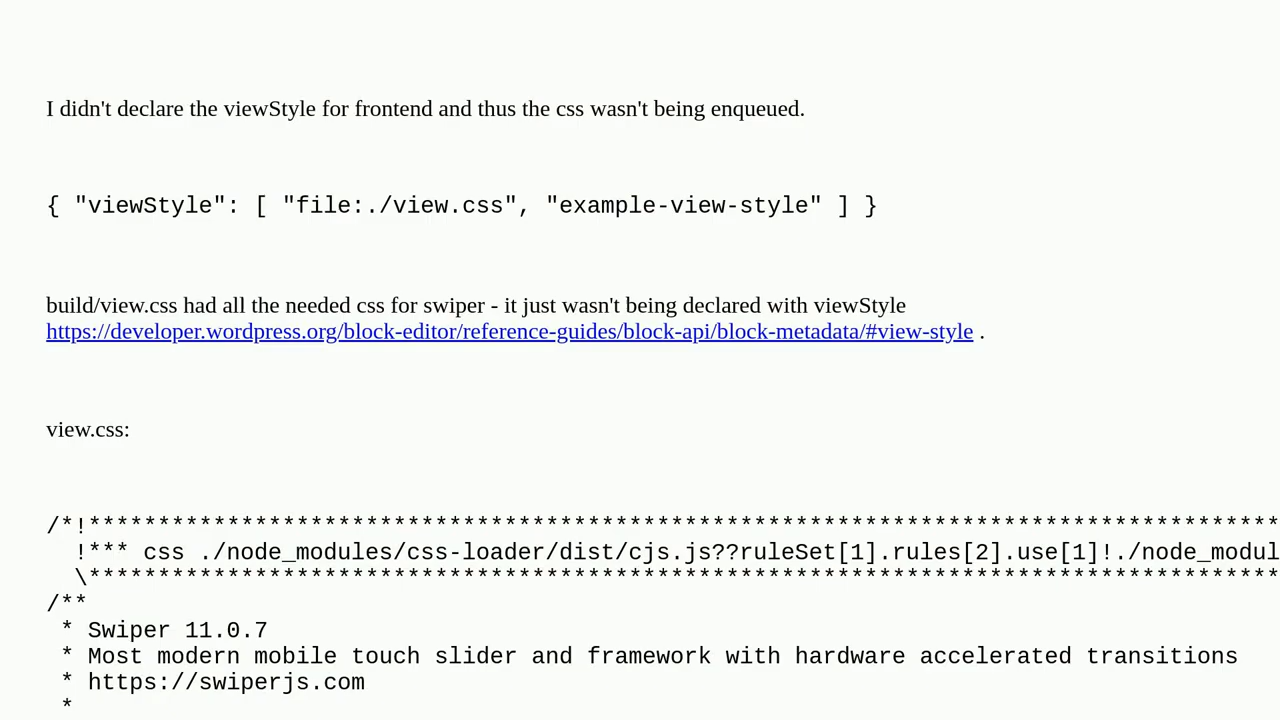 I didn't declare the viewStyle for frontend and thus the css wasn't being enqueued.
{ "viewStyle": [ "file:./view.css", "example-view-style" ] }
build/view.css had all the needed css for swiper - it just wasn't being declared with viewStyle
https://developer.wordpress.org/block-editor/reference-guides/block-api/block-metadata/#view-style .
view.css:
/*!**************************************************************************************
!*** css ./node_modules/css-loader/dist/cjs.js??ruleSet[1].rules[2].use[1]!./node_modul
\**************************************************************************************
/**
* Swiper 11.0.7
* Most modern mobile touch slider and framework with hardware accelerated transitions
* https://swiperjs.com
*